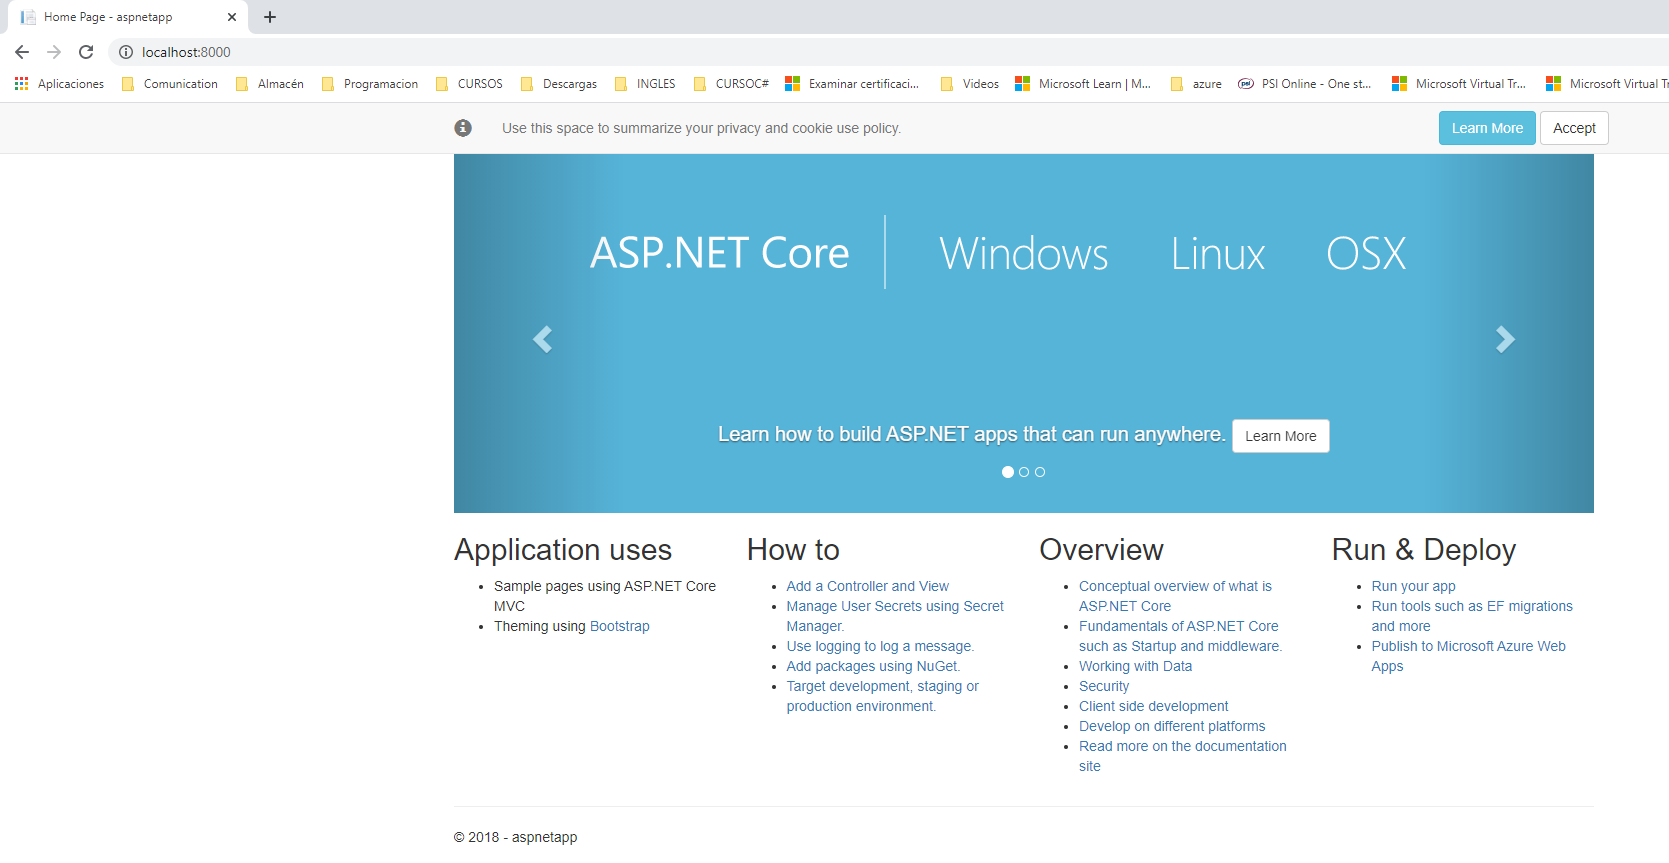 Home Page - aspnetapp
localhost:8000
Aplicaciones Comunication Almacén Programacion CURSOS Descargas INGLES CURSOC# Examinar certificaci... Videos Microsoft Learn | M... azure PSI Online - One st... Microsoft Virtual Tr... Microsoft Virtual T
Use this space to summarize your privacy and cookie use policy. Learn More Accept
ASP.NET Core Windows Linux OSX
Learn how to build ASP.NET apps that can run anywhere. Learn More
Application uses
Sample pages using ASP.NET Core
MVC
Theming using Bootstrap
How to
Add a Controller and View
Manage User Secrets using Secret
Manager.
Use logging to log a message.
Add packages using NuGet.
Target development, staging or
production environment.
Overview
Conceptual overview of what is
ASP.NET Core
Fundamentals of ASP.NET Core
such as Startup and middleware.
Working with Data
Security
Client side development
Develop on different platforms
Read more on the documentation
site
Run & Deploy
Run your app
Run tools such as EF migrations
and more
Publish to Microsoft Azure Web
Apps
© 2018 - aspnetapp